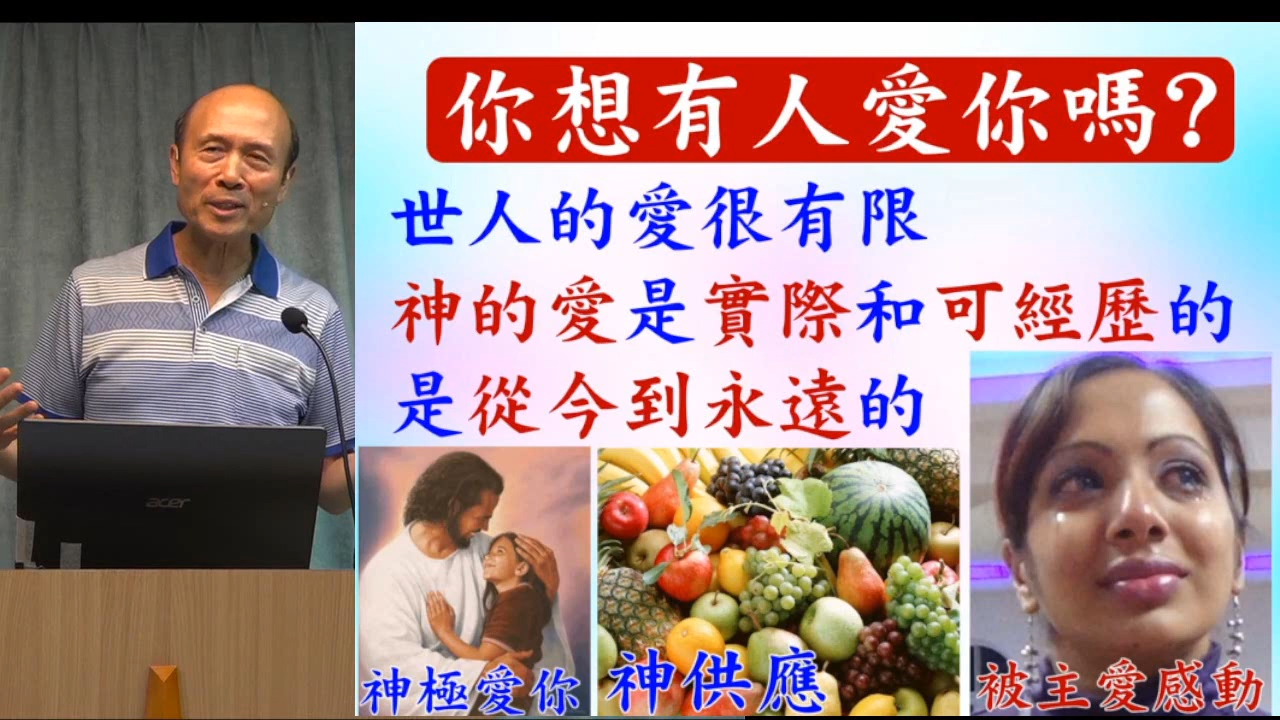 你想有人愛你嗎?
世人的愛很有限
神的愛是實際和可經歷的
是從今到永遠的
acer
神極愛你
神供應
被主愛感動